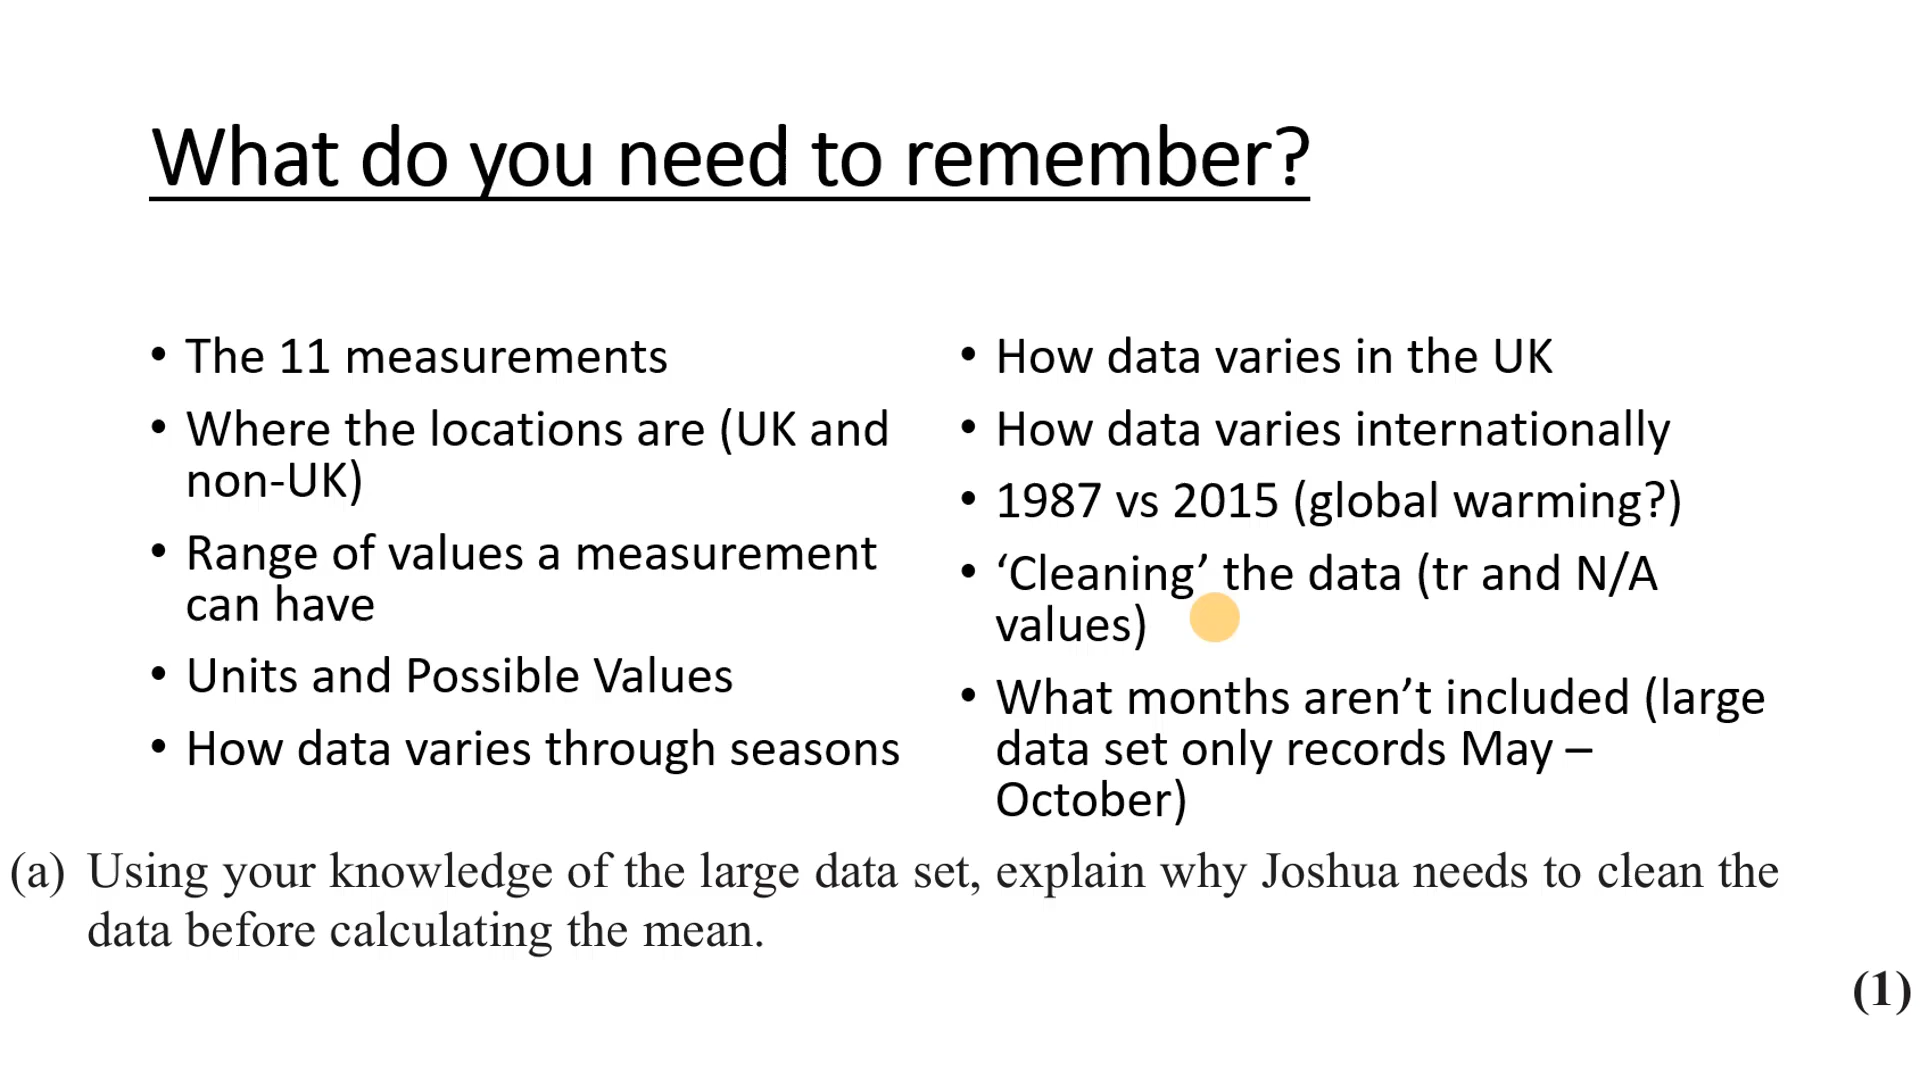 What do you need to remember?
• The 11 measurements
• Where the locations are (UK and
non-UK)
• Range of values a measurement
can have
• Units and Possible Values
• How data varies through seasons
• How data varies in the UK
• How data varies internationally
• 1987 vs 2015 (global warming?)
• ‘Cleaning’ the data (tr and N/A
values)
• What months aren’t included (large
data set only records May –
October)
(a) Using your knowledge of the large data set, explain why Joshua needs to clean the
data before calculating the mean.
(1)